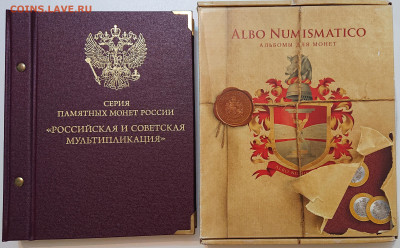 COINS.LAVE.RU
СЕРИЯ
ПАМЯТНЫХ МОНЕТ РОССИИ
«РОССИЙСКАЯ И СОВЕТСКАЯ
МУЛЬТИПЛИКАЦИЯ»
ALBO NUMISMATICO
АЛЬБОМЫ ДЛЯ МОНЕТ